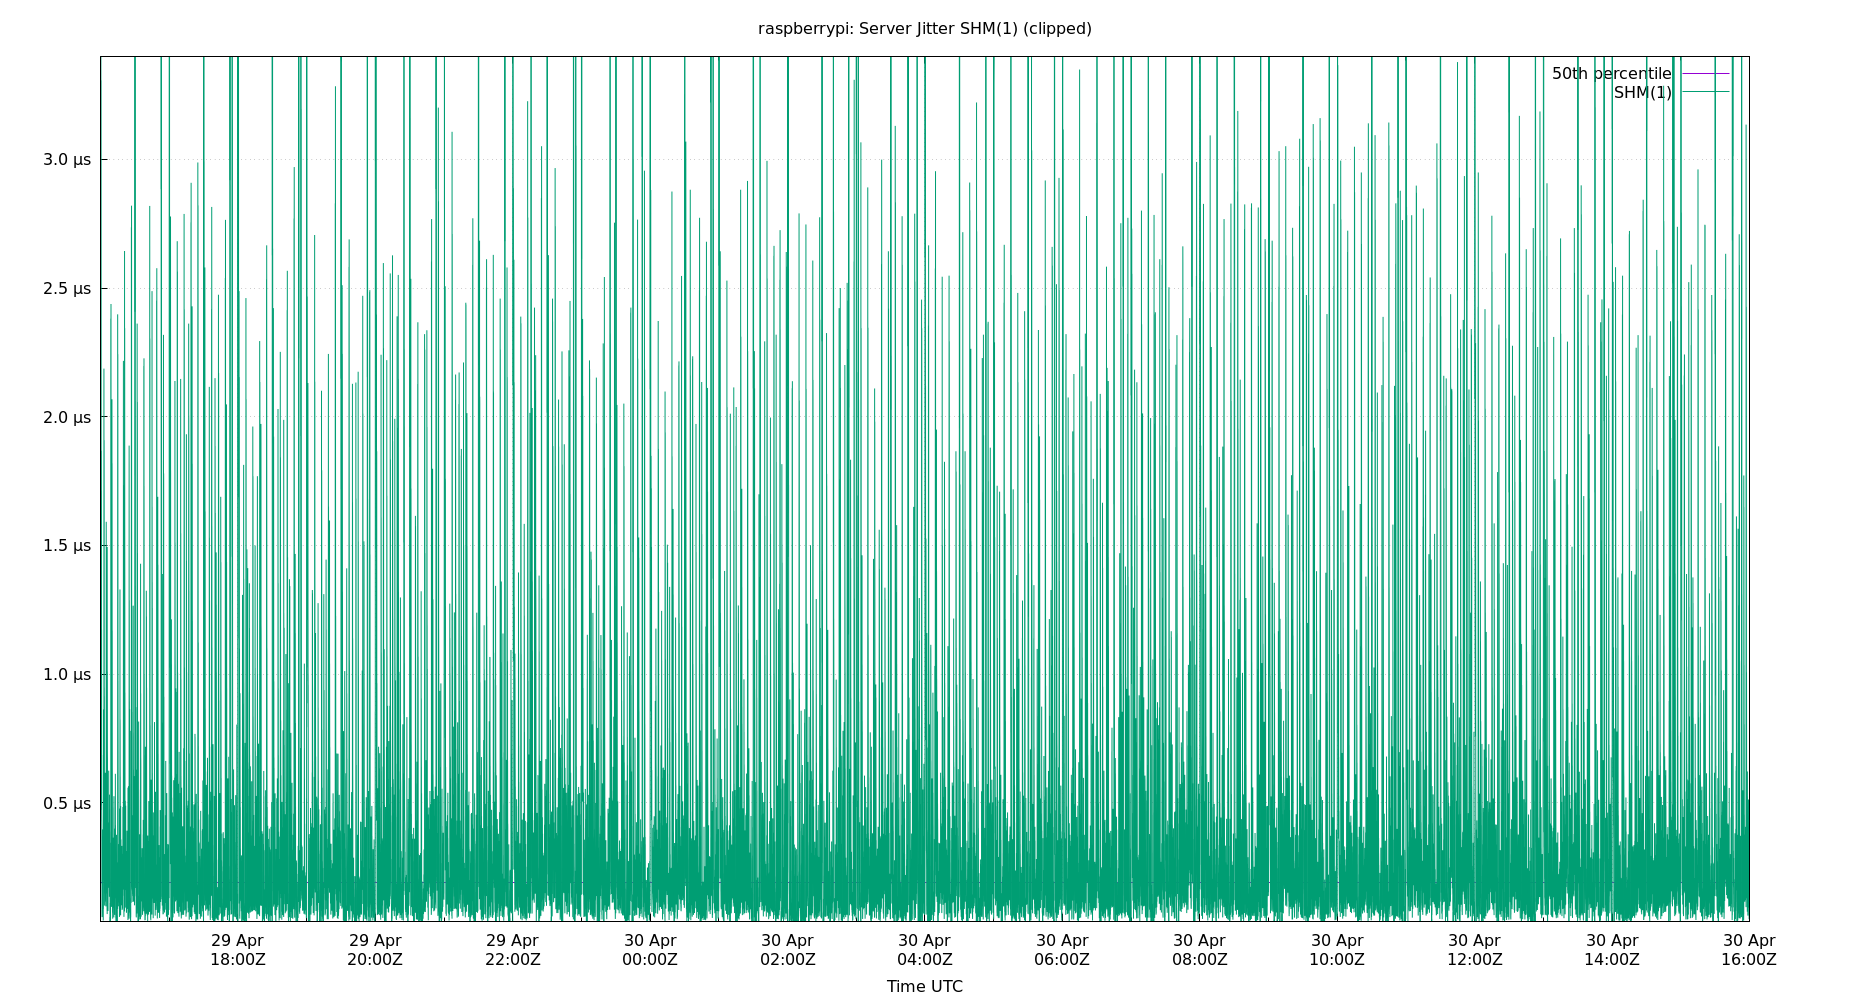 raspberrypi: Server Jitter SHM(1) (clipped)
50th percentile
SHM(1)
3.0 µs
2.5 µs
2.0 µs
1.5 µs
1.0 µs
0.5 µs
29 Apr 29 Apr 29 Apr 30 Apr 30 Apr 30 Apr 30 Apr 30 Apr 30 Apr 30 Apr 30 Apr 30 Apr
18:00Z 20:00Z 22:00Z 00:00Z 02:00Z 04:00Z 06:00Z 08:00Z 10:00Z 12:00Z 14:00Z 16:00Z
Time UTC